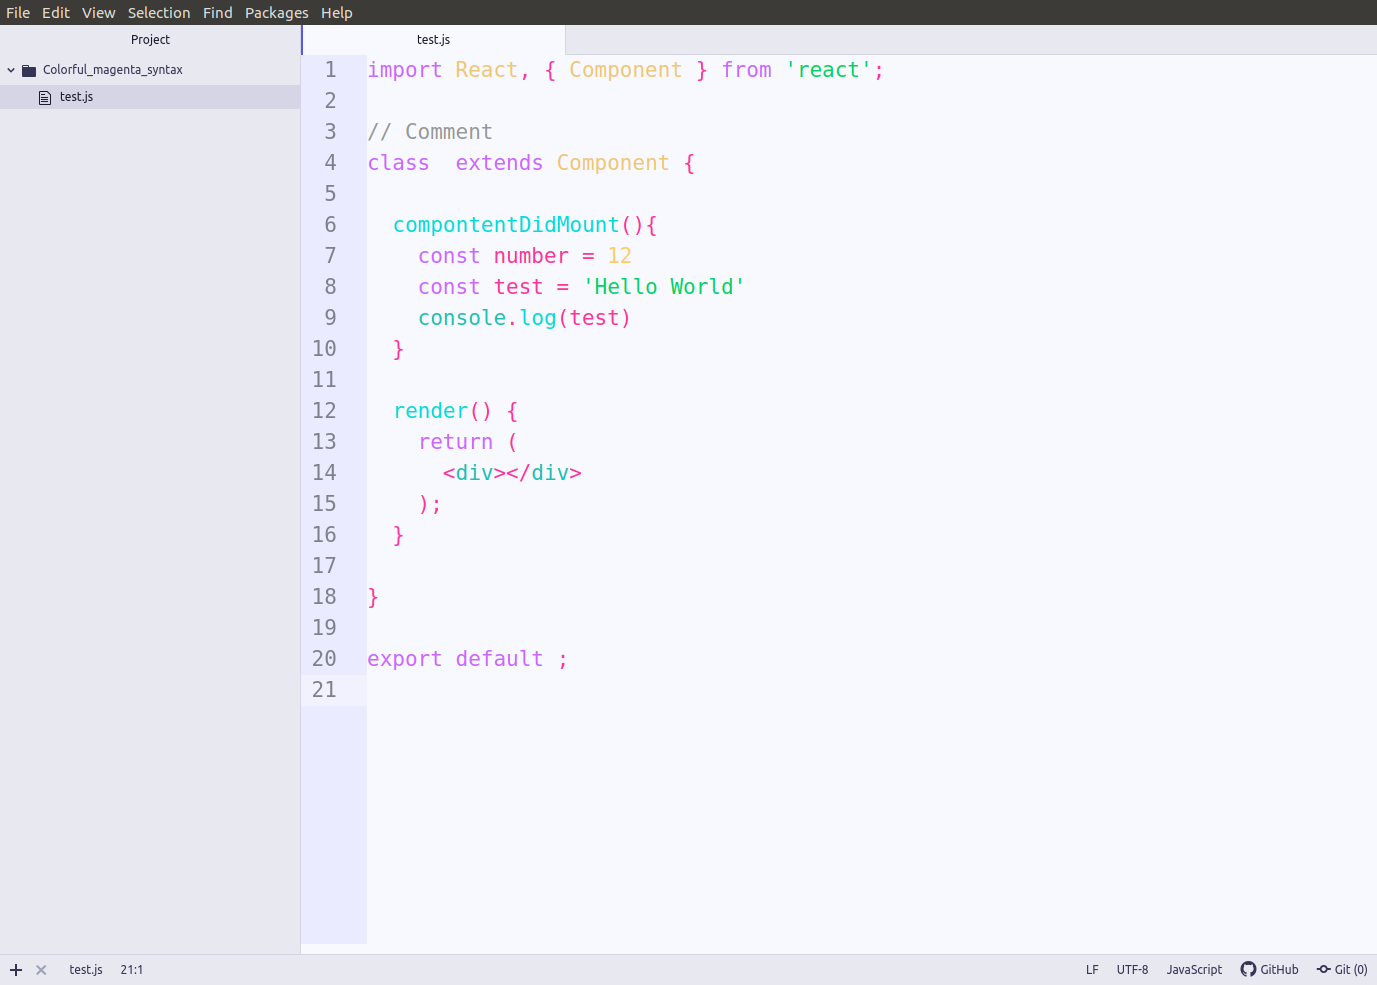 File Edit View Selection Find Packages Help
Project
test.js
Colorful_magenta_syntax
test.js
1 import React, { Component } from 'react';
2
3 // Comment
4 class  extends Component {
5
6   compontentDidMount(){
7     const number = 12
8     const test = 'Hello World'
9     console.log(test)
10   }
11
12   render() {
13     return (
14       <div></div>
15     );
16   }
17
18 }
19
20 export default ;
21
test.js 21:1 LF UTF-8 JavaScript GitHub Git (0)